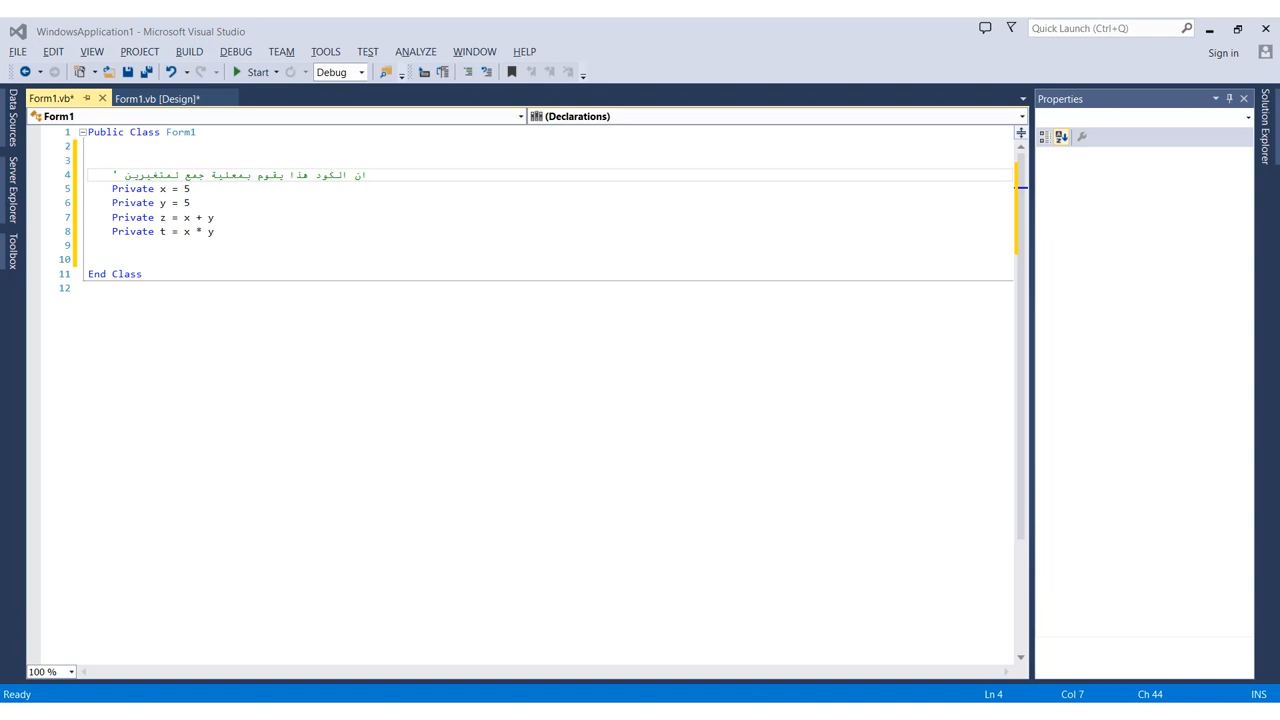 WindowsApplication1 - Microsoft Visual Studio
Quick Launch (Ctrl+Q)
FILE EDIT VIEW PROJECT BUILD DEBUG TEAM TOOLS TEST ANALYZE WINDOW HELP
Sign in
Start Debug
Data Sources
Server Explorer
Toolbox
Form1.vb* Form1.vb [Design]*
Form1 (Declarations)
1 Public Class Form1
2
3
4 ' ان الكود هذا يقوم بمعلية جمع لمتغيرين
5 Private x = 5
6 Private y = 5
7 Private z = x + y
8 Private t = x * y
9
10
11 End Class
12
100 %
Properties
Solution Explorer
Ready Ln 4 Col 7 Ch 44 INS